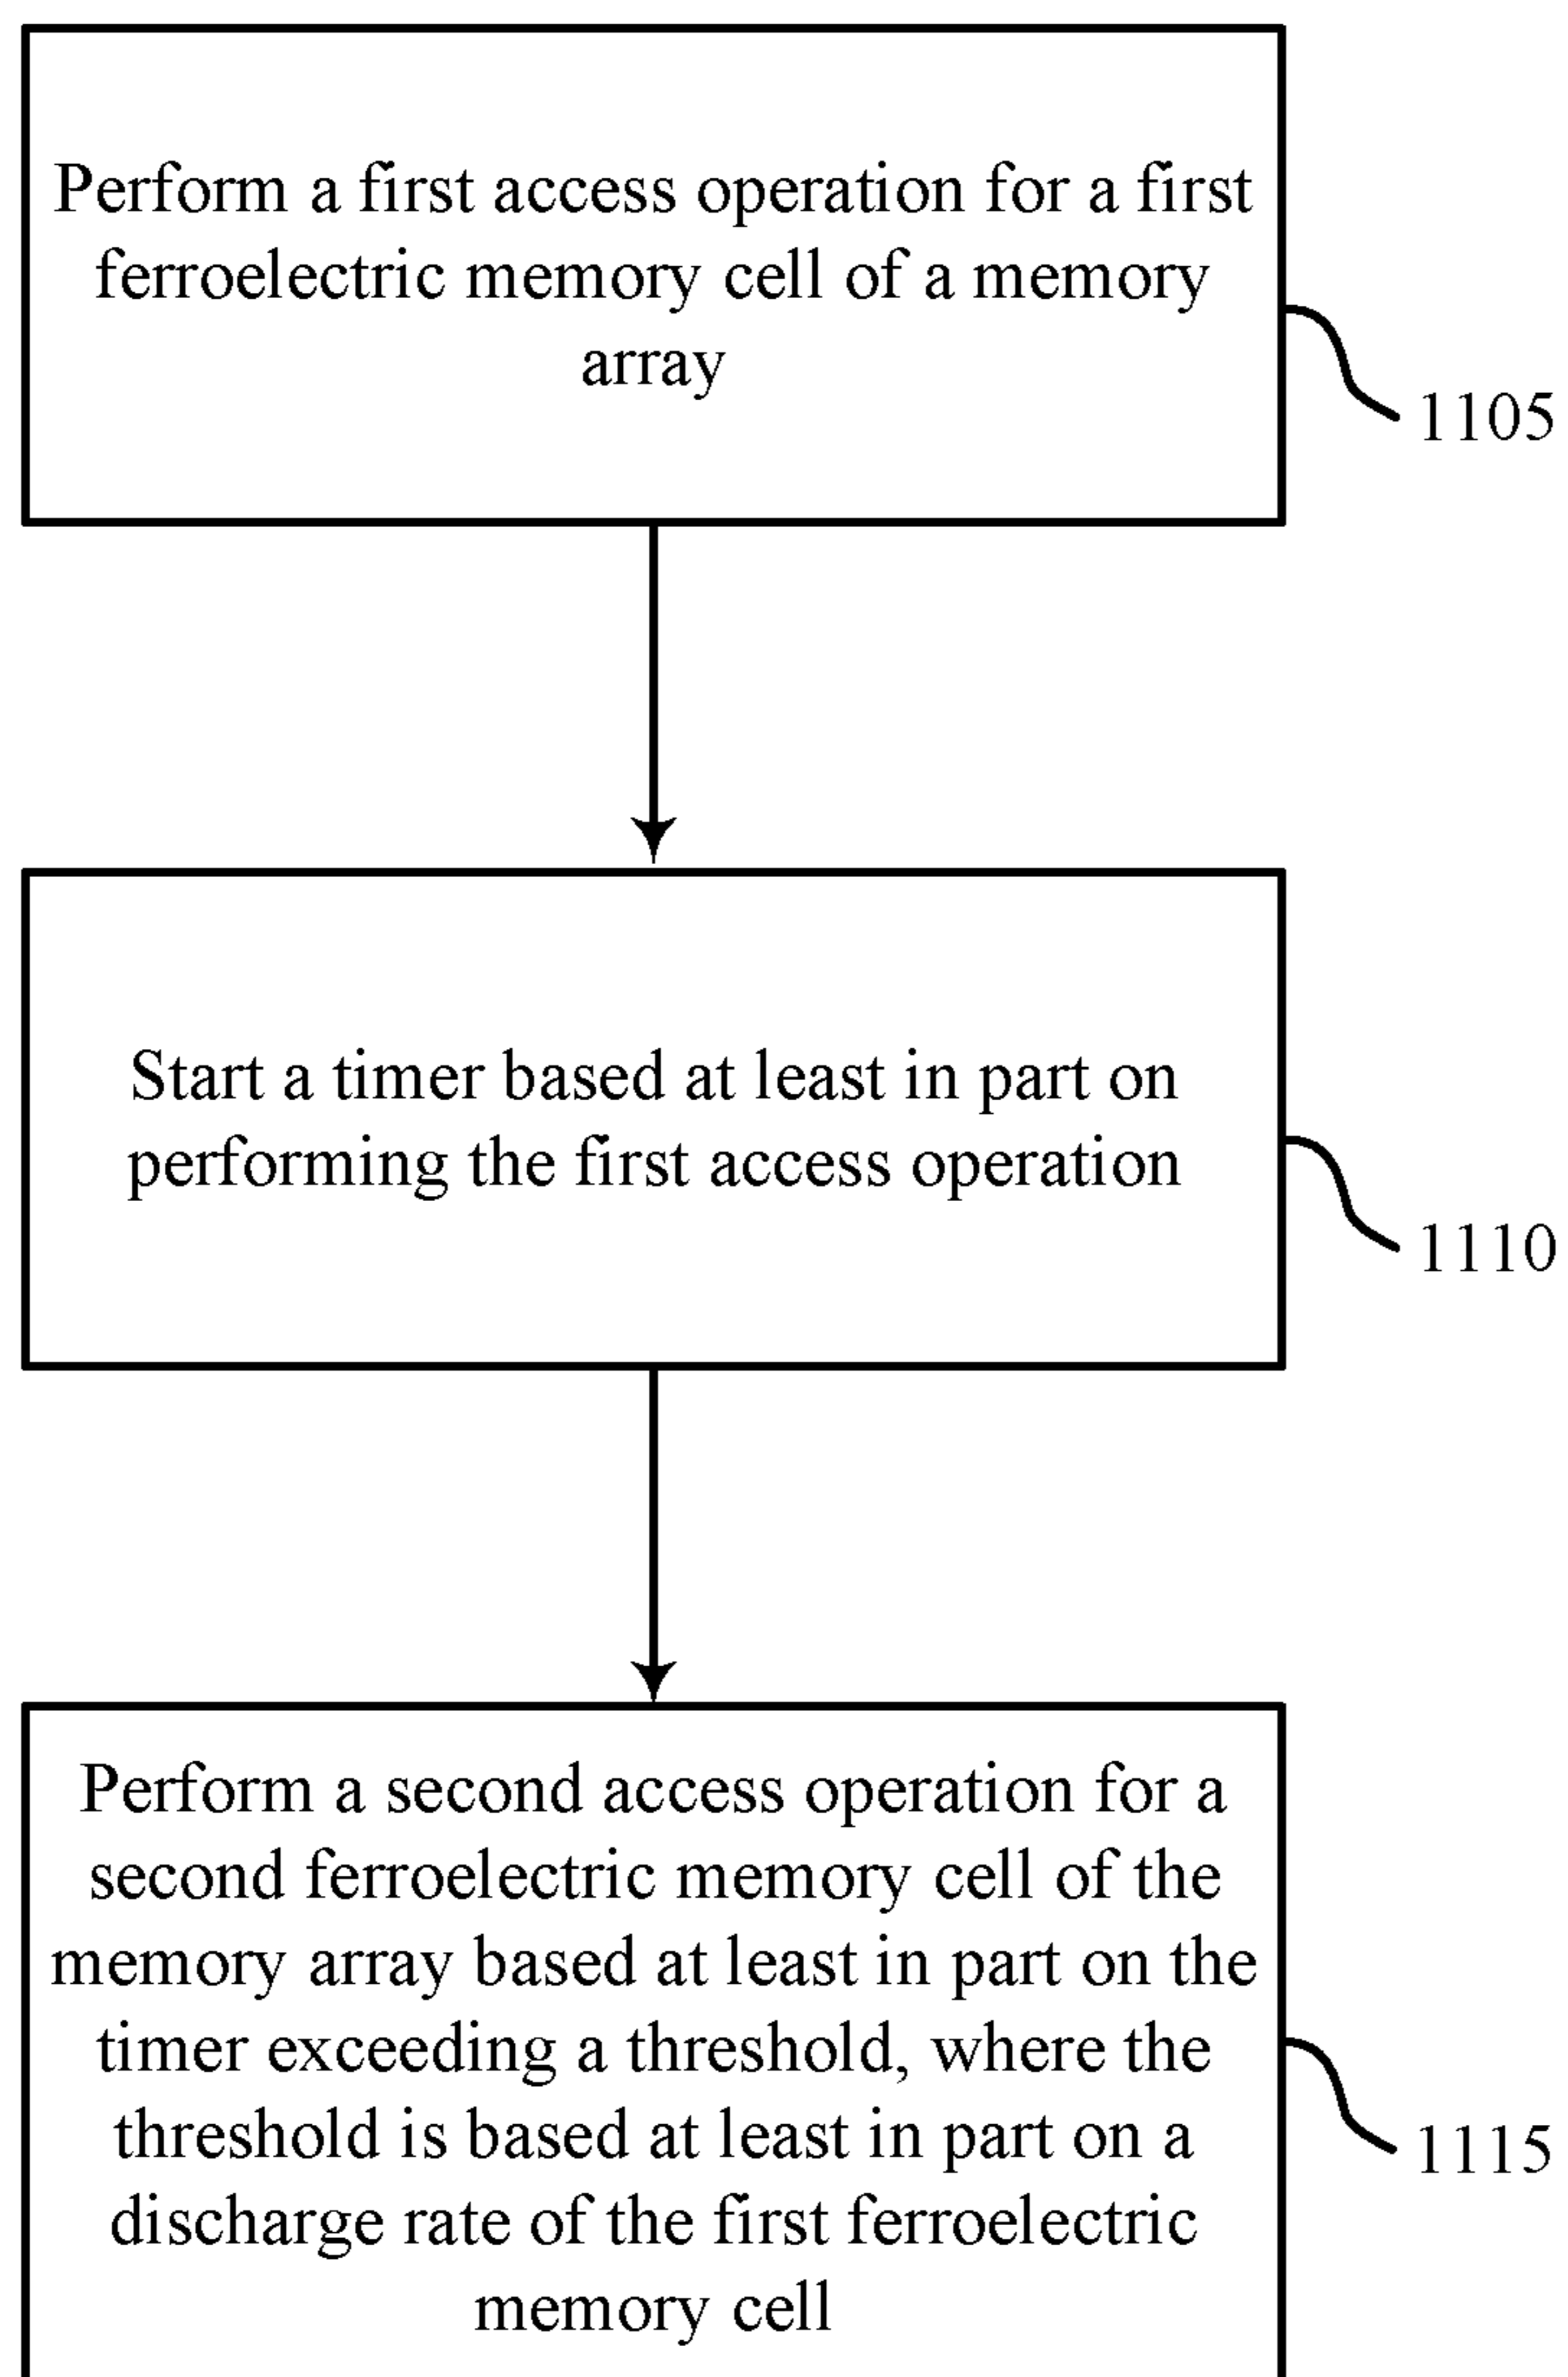 Perform a first access operation for a first
ferroelectric memory cell of a memory
array
1105
Start a timer based at least in part on
performing the first access operation
1110
Perform a second access operation for a
second ferroelectric memory cell of the
memory array based at least in part on the
timer exceeding a threshold, where the
threshold is based at least in part on a
discharge rate of the first ferroelectric
memory cell
1115